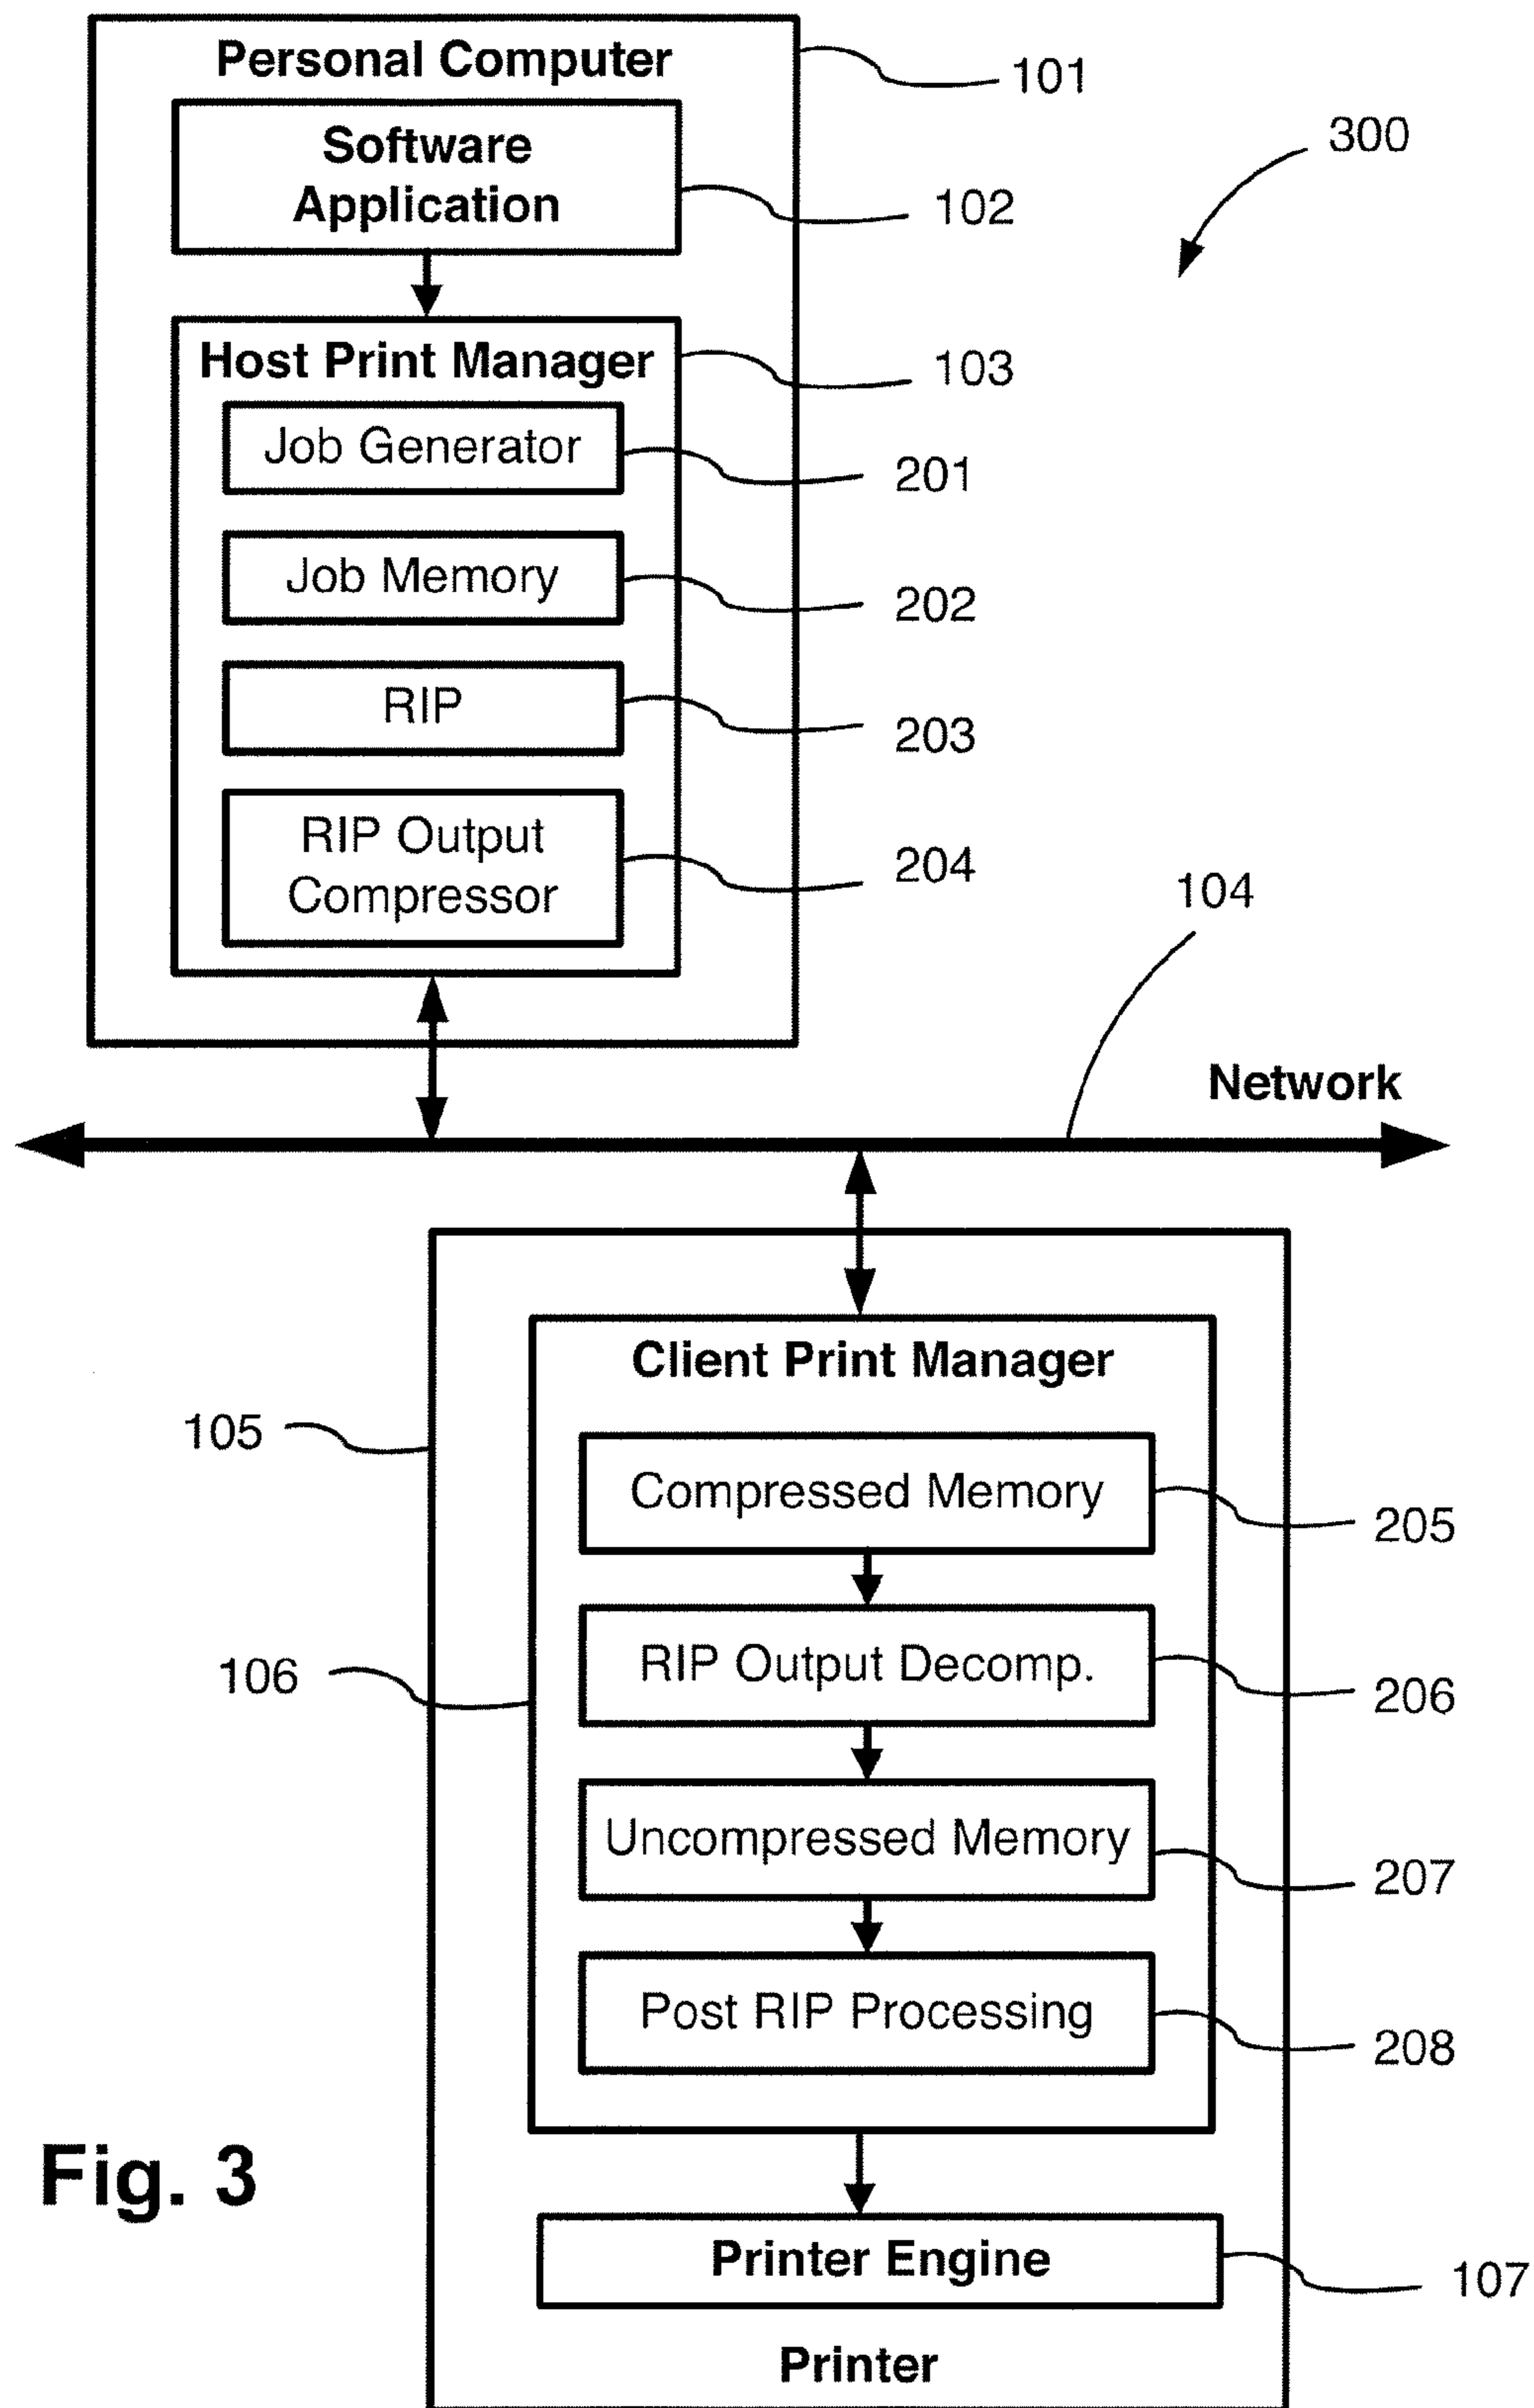 Personal Computer
101
Software
Application
102
300
Host Print Manager
103
Job Generator
201
Job Memory
202
RIP
203
RIP Output
Compressor
204
104
Network
Client Print Manager
105
Compressed Memory
205
106
RIP Output Decomp.
206
Uncompressed Memory
207
Post RIP Processing
208
Fig. 3
Printer Engine
107
Printer